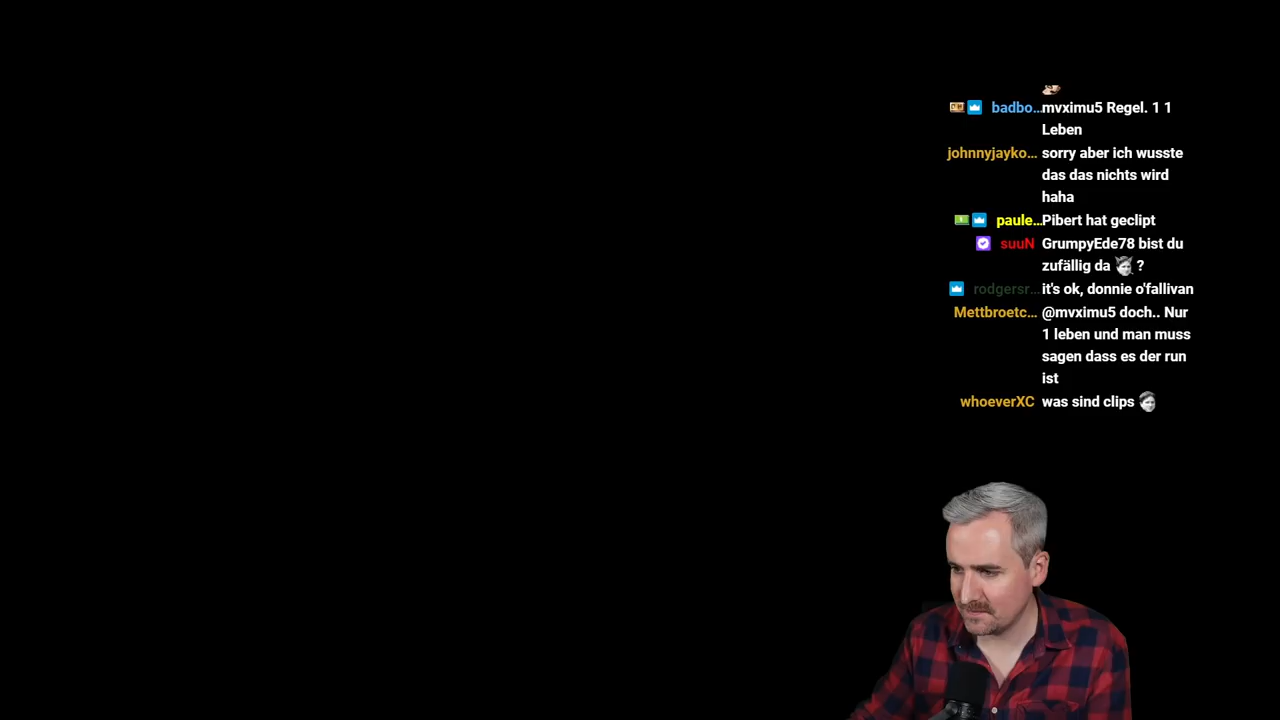 badbo… mvximu5 Regel. 1 1
Leben
johnnyjayko… sorry aber ich wusste
das das nichts wird
haha
paule… Pibert hat geclipt
suuN GrumpyEde78 bist du
zufällig da ?
rodgersr… it's ok, donnie o'fallivan
Mettbroetc… @mvximu5 doch.. Nur
1 leben und man muss
sagen dass es der run
ist
whoeverXC was sind clips